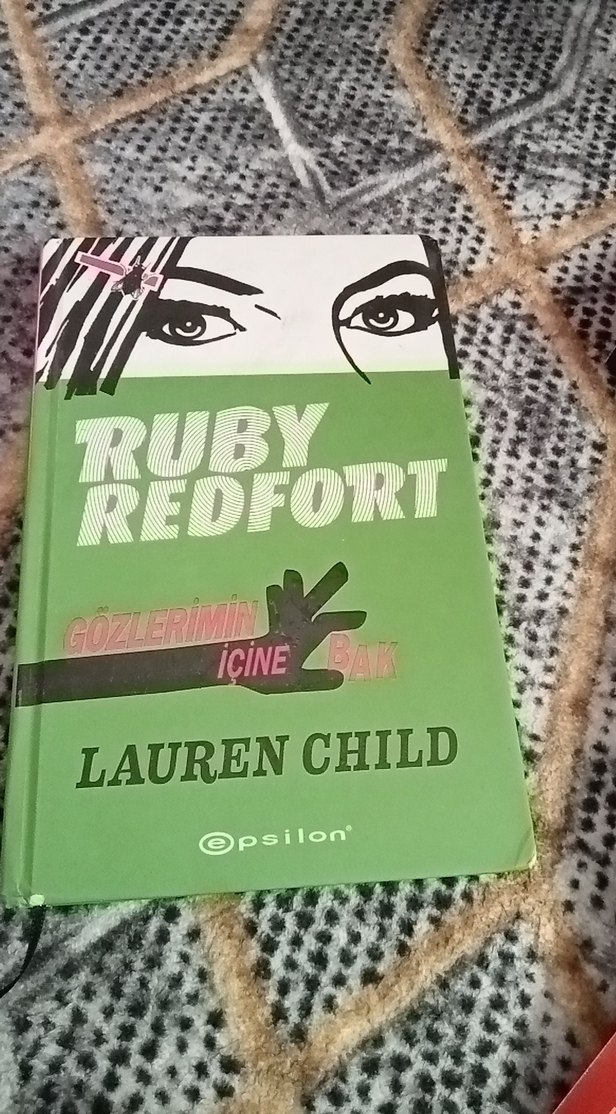 RUBY
REDFORT
GÖZLERİMİN
İÇİNE BAK
LAUREN CHILD
epsilon®